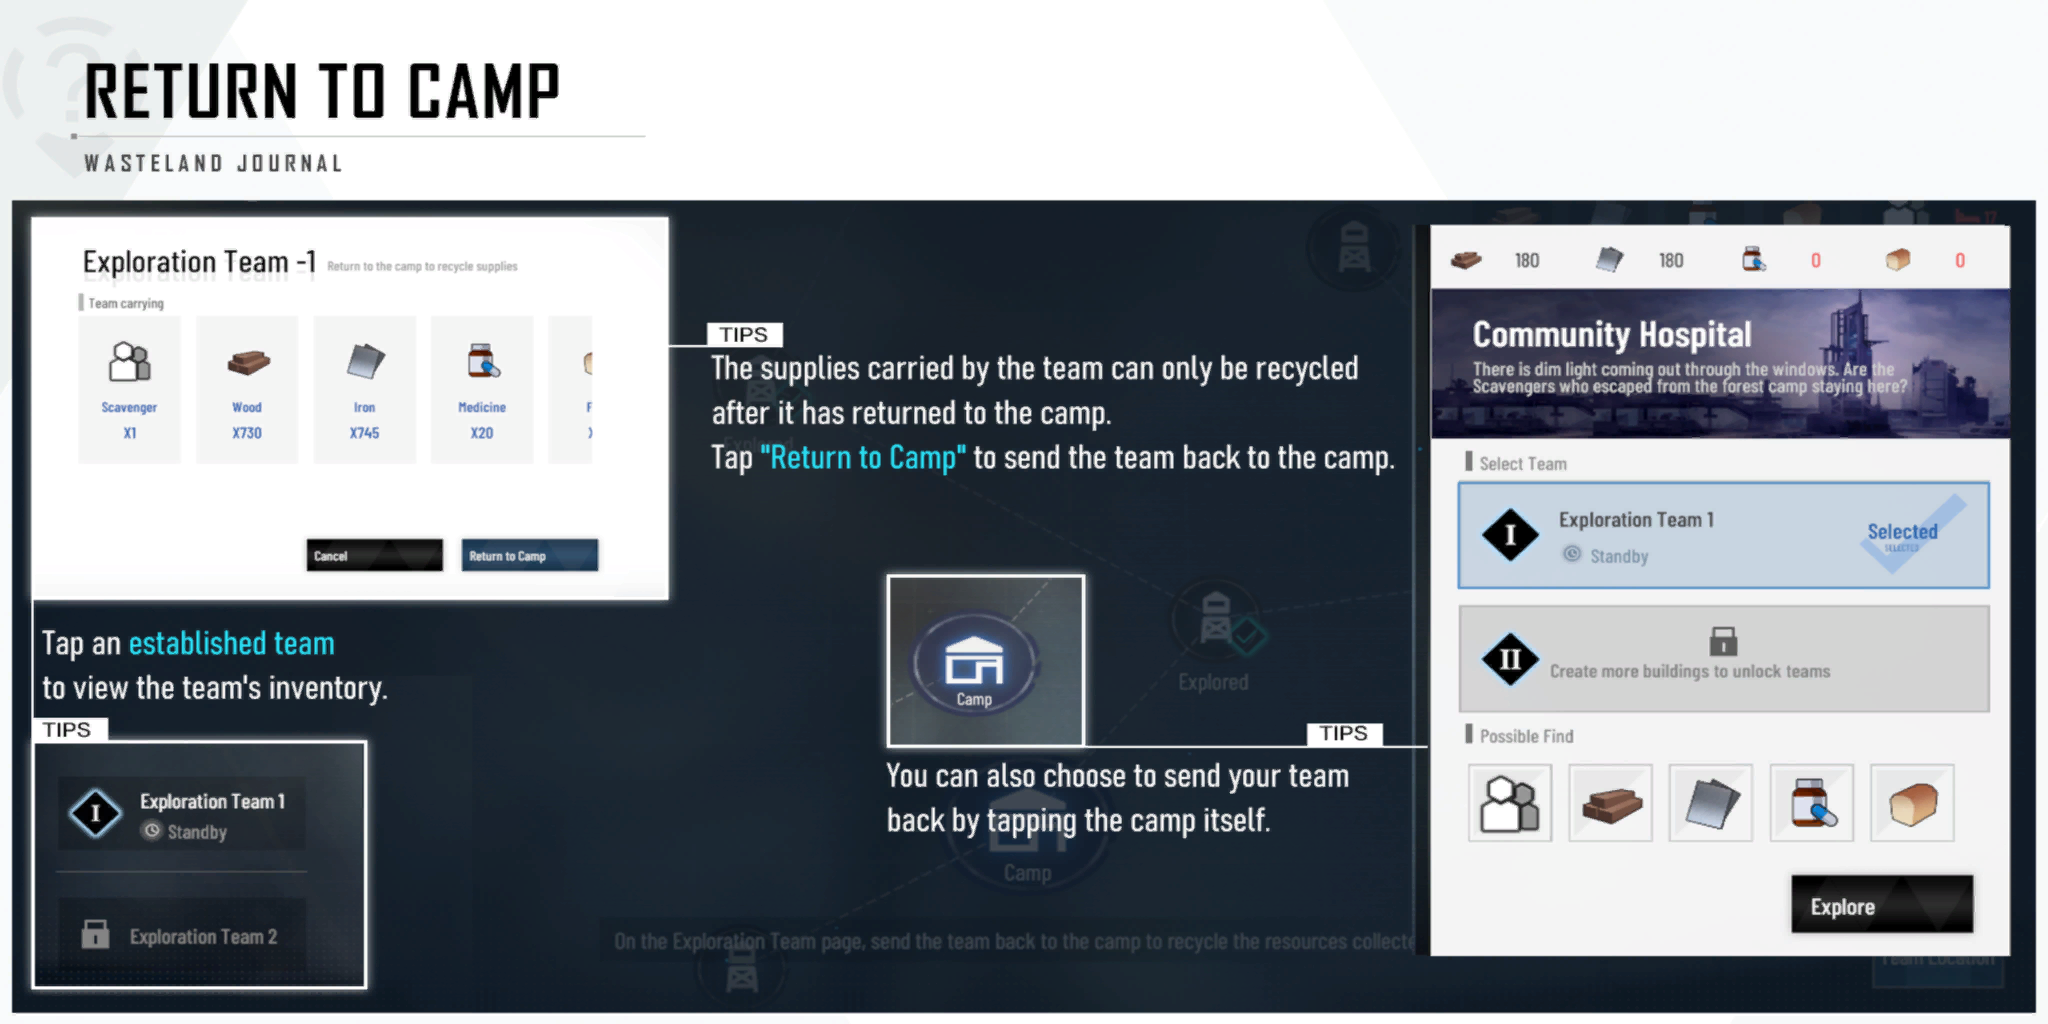 RETURN TO CAMP
WASTELAND JOURNAL
Exploration Team -1
Return to the camp to recycle supplies
Team carrying
Scavenger
X1
Wood
X730
Iron
X745
Medicine
X20
F
Cancel
Return to Camp
TIPS
The supplies carried by the team can only be recycled
after it has returned to the camp.
Tap "Return to Camp" to send the team back to the camp.
Tap an established team
to view the team's inventory.
TIPS
I
Exploration Team 1
Standby
Exploration Team 2
Camp
Explored
TIPS
You can also choose to send your team
back by tapping the camp itself.
Camp
On the Exploration Team page, send the team back to the camp to recycle the resources collecte
17
180
180
0
0
Community Hospital
There is dim light coming out through the windows. Are the
Scavengers who escaped from the forest camp staying here?
Select Team
I
Exploration Team 1
Standby
Selected
SELECTED
II
Create more buildings to unlock teams
Possible Find
Explore
Team Location